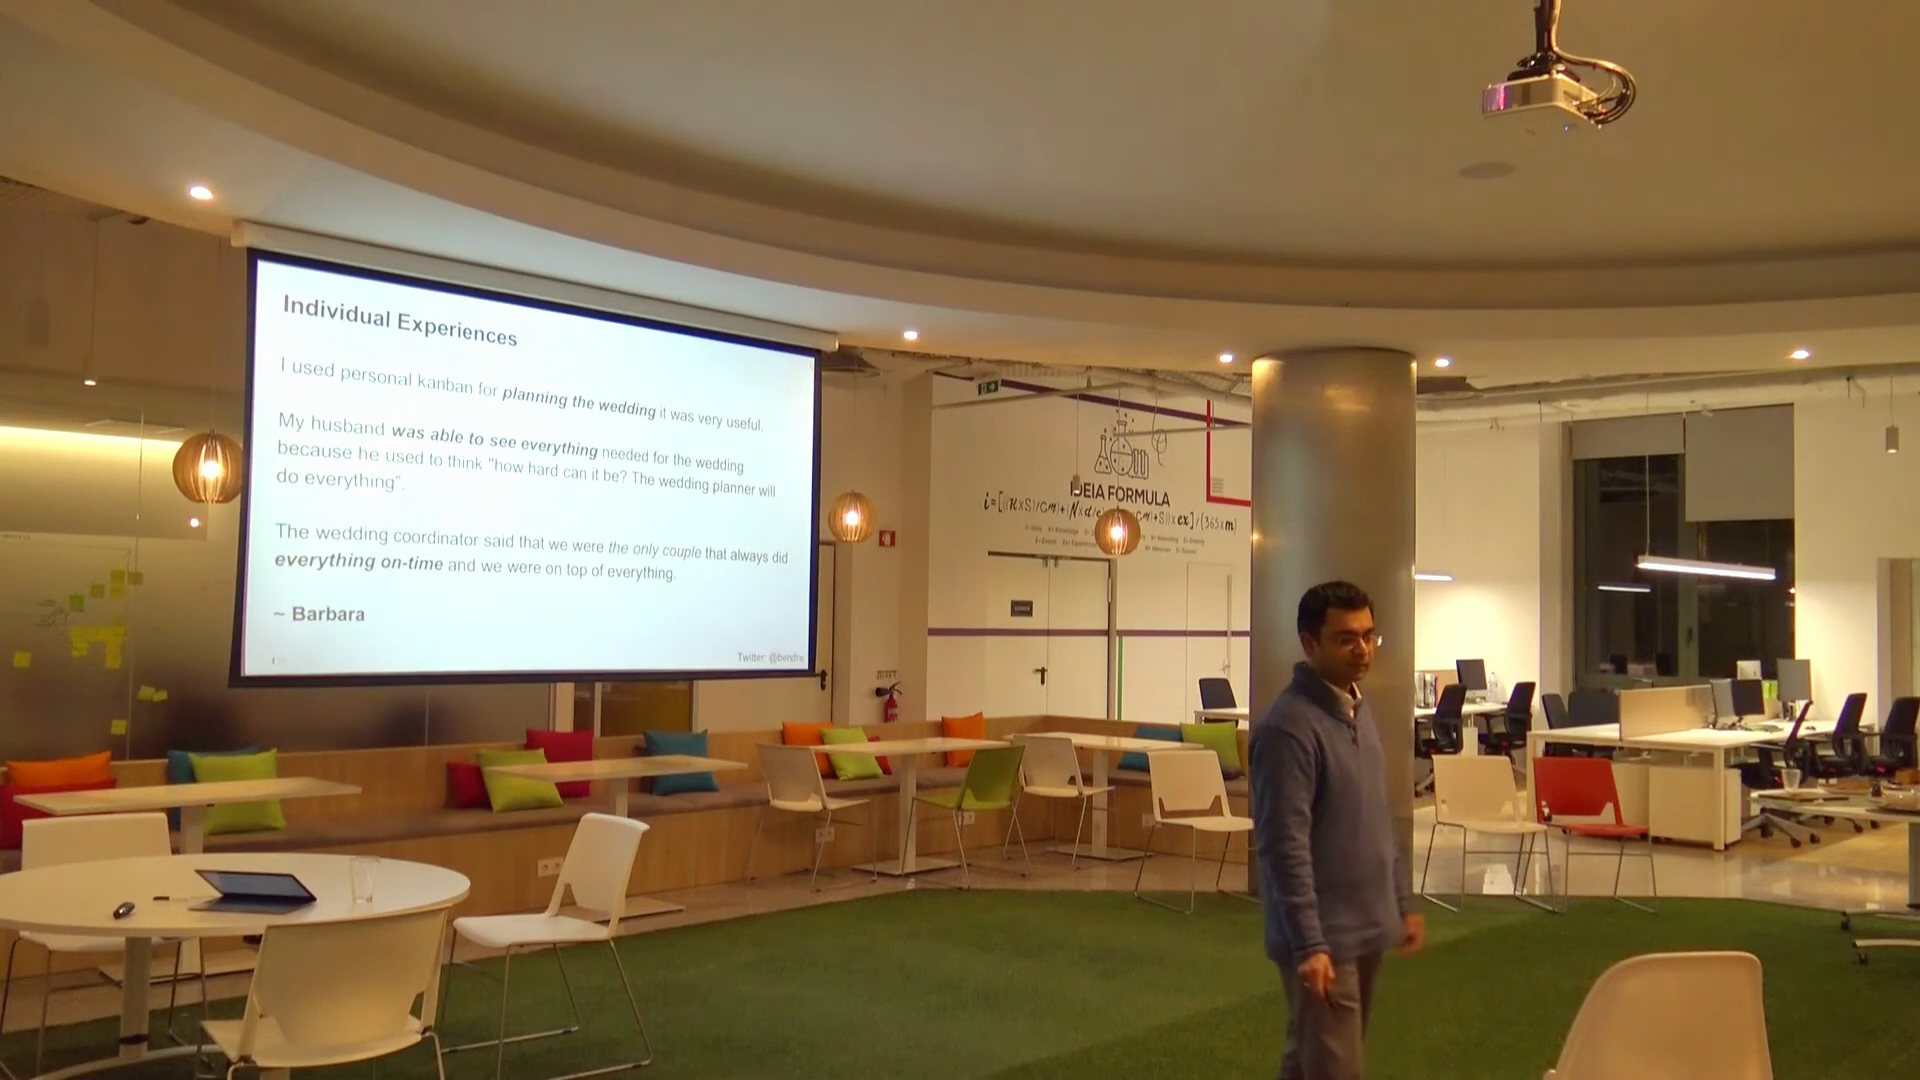 Individual Experiences
I used personal kanban for planning the wedding it was very useful.
My husband was able to see everything needed for the wedding
because he used to think "how hard can it be? The wedding planner will
do everything".
The wedding coordinator said that we were the only couple that always did
everything on-time and we were on top of everything.
~ Barbara
Twitter: @bendre
IDEIA FORMULA